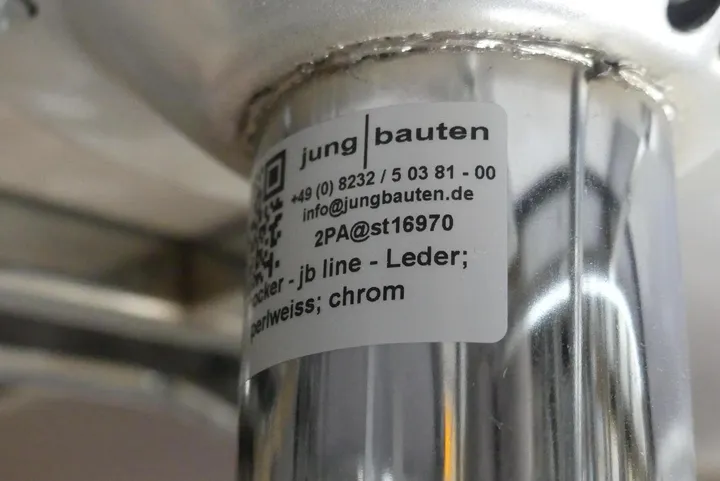 jung|bauten
+49 (0) 8232 / 5 03 81 - 00
info@jungbauten.de
2PA@st16970
ocker - jb line - Leder;
perlweiss; chrom